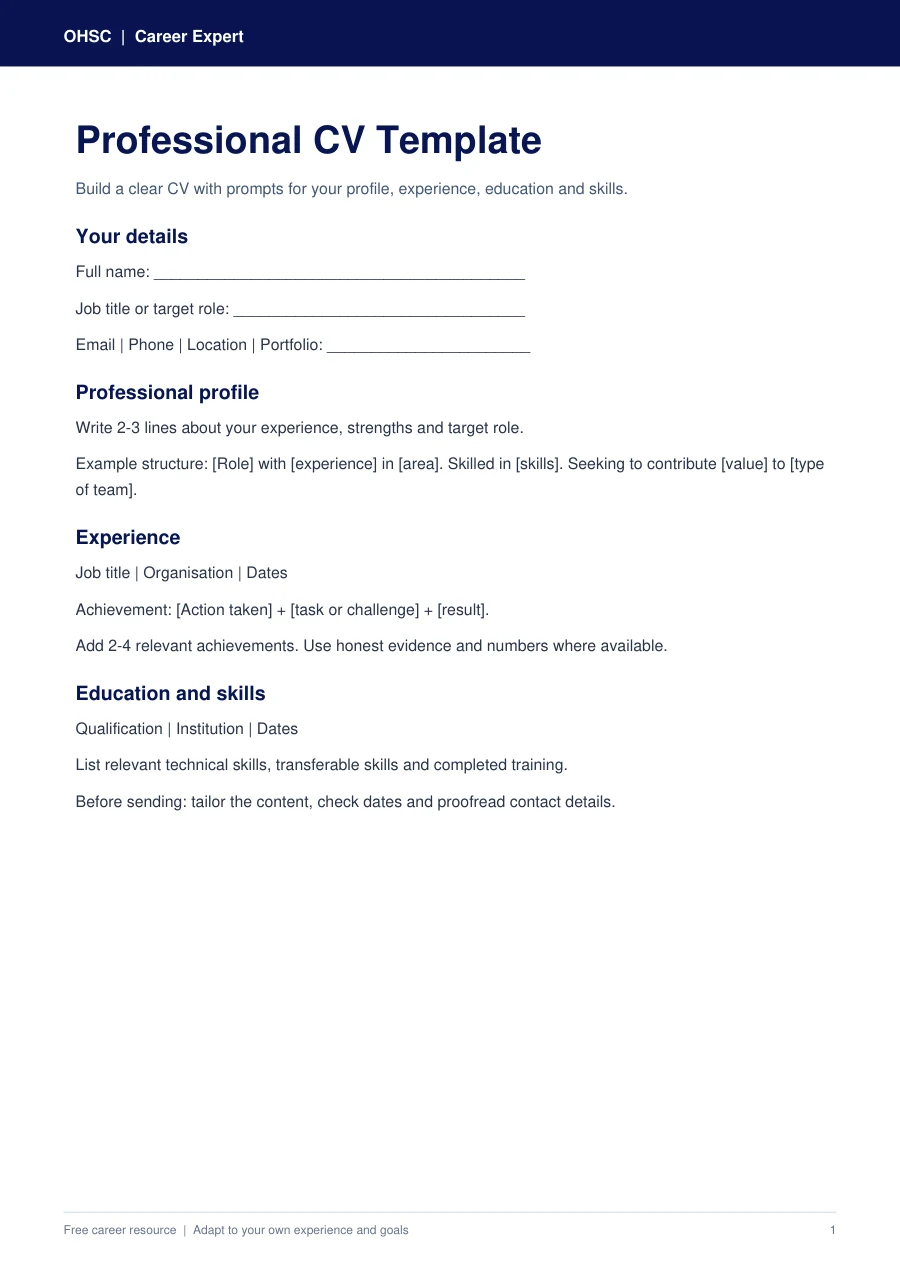 OHSC | Career Expert
Professional CV Template
Build a clear CV with prompts for your profile, experience, education and skills.
Your details
Full name: __________________________________________
Job title or target role: _________________________________
Email | Phone | Location | Portfolio: _______________________
Professional profile
Write 2-3 lines about your experience, strengths and target role.
Example structure: [Role] with [experience] in [area]. Skilled in [skills]. Seeking to contribute [value] to [type
of team].
Experience
Job title | Organisation | Dates
Achievement: [Action taken] + [task or challenge] + [result].
Add 2-4 relevant achievements. Use honest evidence and numbers where available.
Education and skills
Qualification | Institution | Dates
List relevant technical skills, transferable skills and completed training.
Before sending: tailor the content, check dates and proofread contact details.
Free career resource | Adapt to your own experience and goals
1